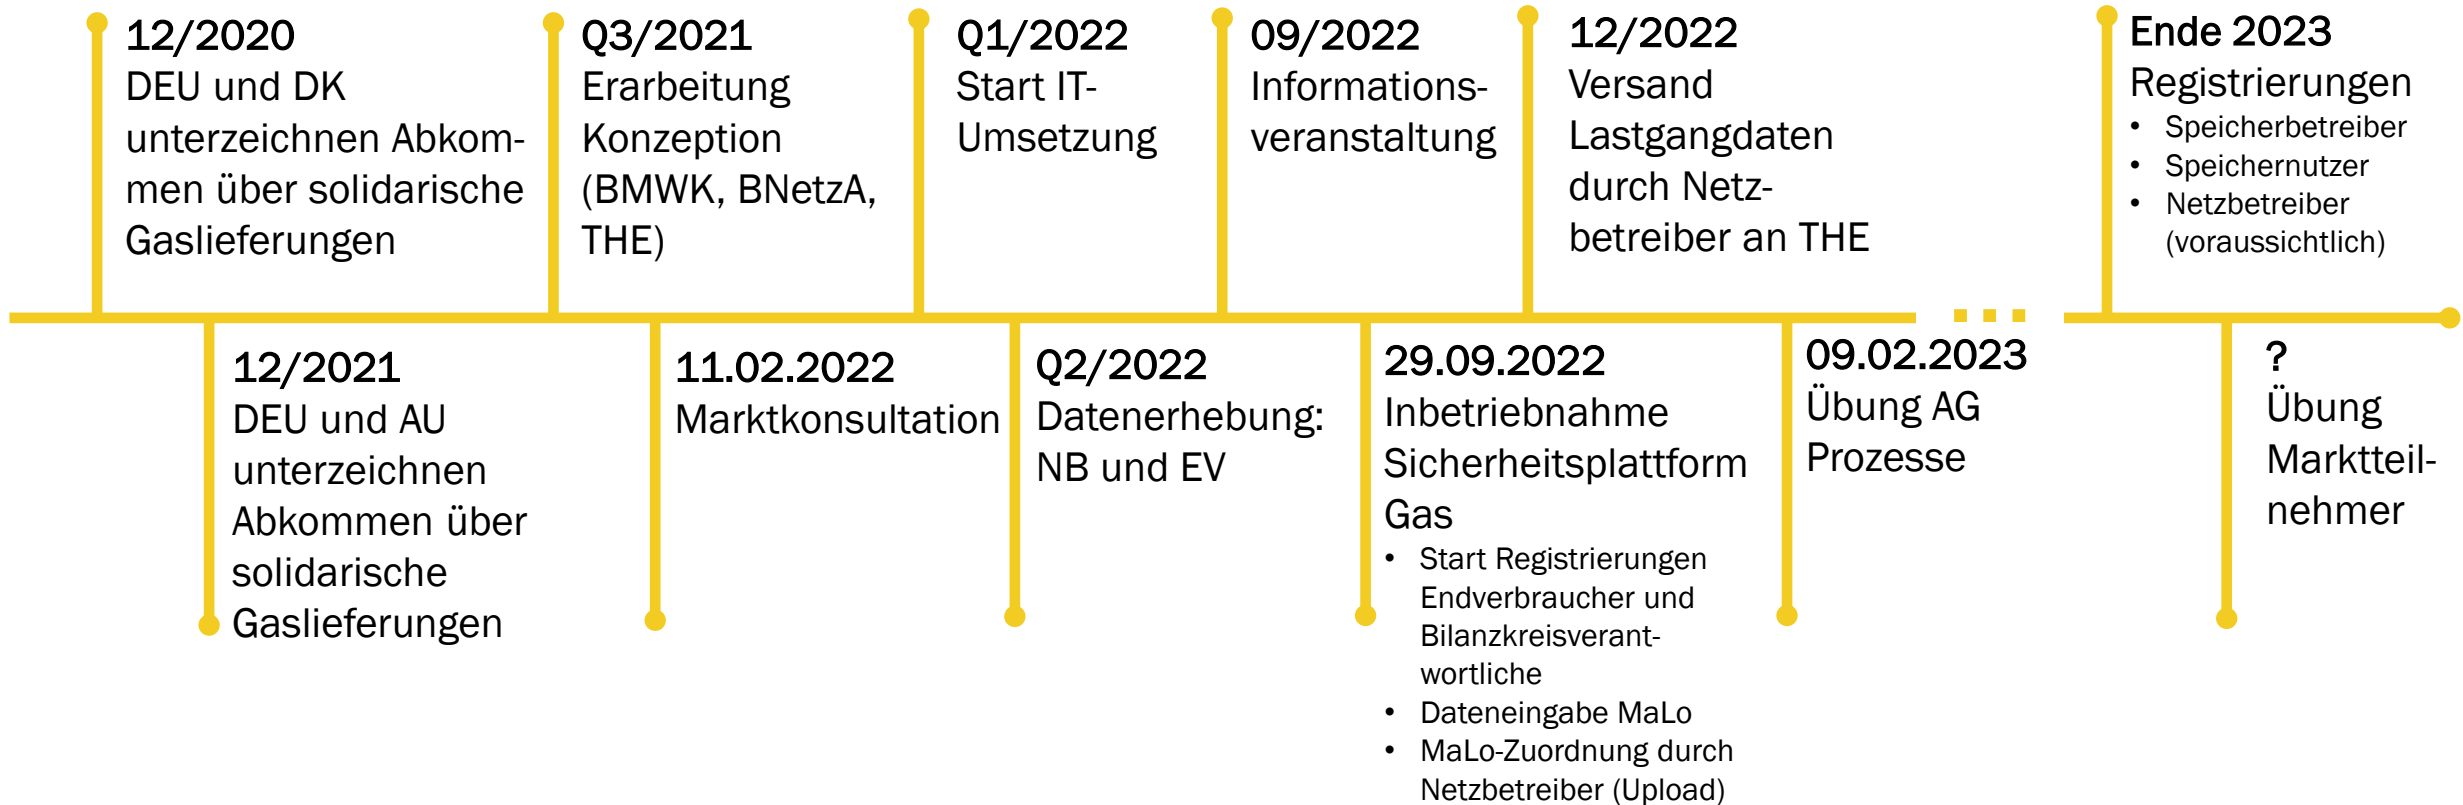 12/2020
DEU und DK
unterzeichnen Abkom-
men über solidarische
Gaslieferungen
Q3/2021
Erarbeitung
Konzeption
(BMWK, BNetzA,
THE)
Q1/2022
Start IT-
Umsetzung
09/2022
Informations-
veranstaltung
12/2022
Versand
Lastgangdaten
durch Netz-
betreiber an THE
Ende 2023
Registrierungen
• Speicherbetreiber
• Speichernutzer
• Netzbetreiber
(voraussichtlich)
12/2021
DEU und AU
unterzeichnen
Abkommen über
solidarische
Gaslieferungen
11.02.2022
Marktkonsultation
Q2/2022
Datenerhebung:
NB und EV
29.09.2022
Inbetriebnahme
Sicherheitsplattform
Gas
• Start Registrierungen
Endverbraucher und
Bilanzkreisverant-
wortliche
• Dateneingabe MaLo
• MaLo-Zuordnung durch
Netzbetreiber (Upload)
09.02.2023
Übung AG
Prozesse
?
Übung
Marktteil-
nehmer